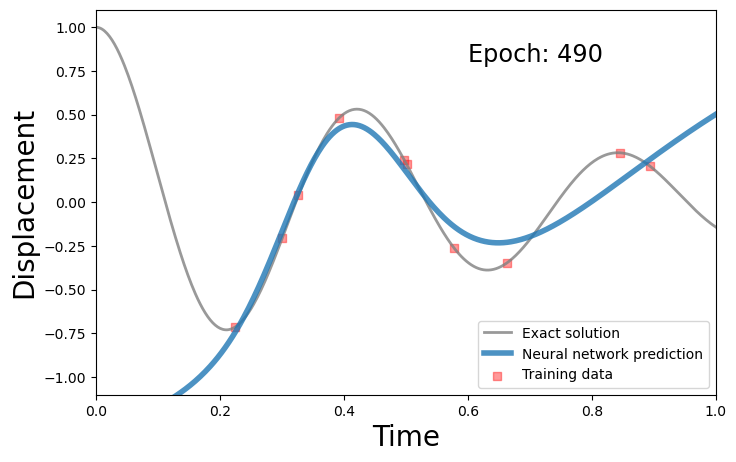 Epoch: 490
Displacement
1.00
0.75
0.50
0.25
0.00
−0.25
−0.50
−0.75
−1.00
Exact solution
Neural network prediction
Training data
0.0 0.2 0.4 0.6 0.8 1.0
Time